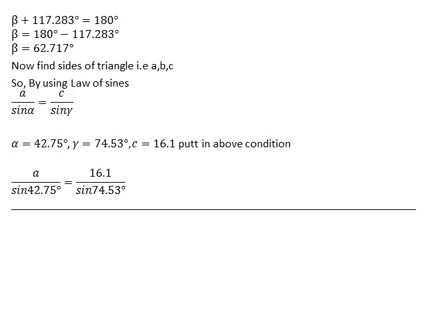 β + 117.283° = 180°
β = 180° − 117.283°
β = 62.717°
Now find sides of triangle i.e a,b,c
So, By using Law of sines
a/sinα = c/sinγ
α = 42.75°, γ = 74.53°, c = 16.1 putt in above condition
a/sin42.75° = 16.1/sin74.53°